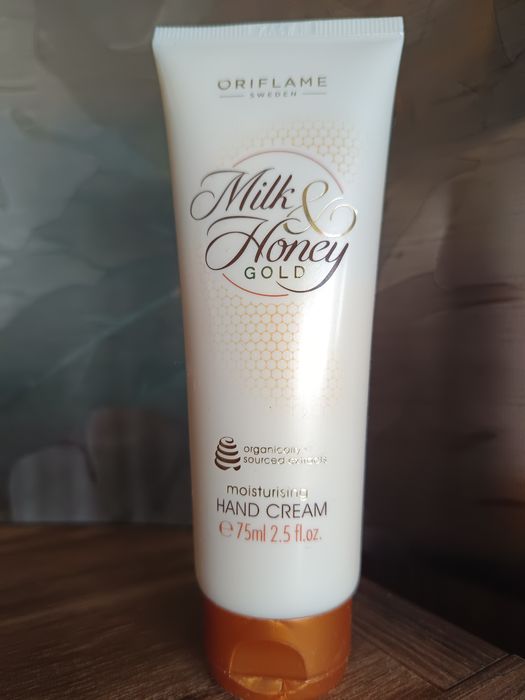 ORIFLAME
SWEDEN
Milk &
Honey
GOLD
organically
sourced extracts
moisturising
HAND CREAM
℮ 75ml 2.5 fl.oz.